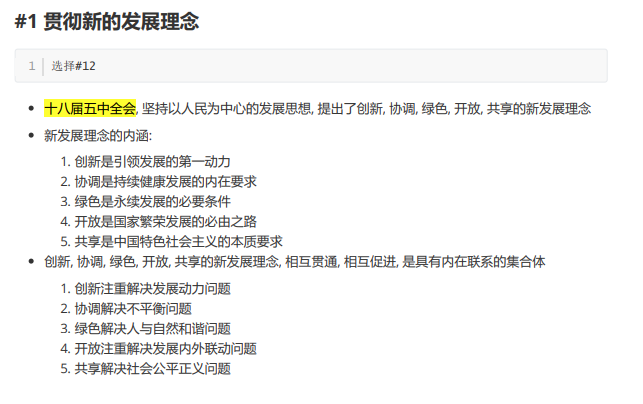 #1 贯彻新的发展理念
1 选择#12
• 十八届五中全会, 坚持以人民为中心的发展思想, 提出了创新, 协调, 绿色, 开放, 共享的新发展理念
• 新发展理念的内涵:
1. 创新是引领发展的第一动力
2. 协调是持续健康发展的内在要求
3. 绿色是永续发展的必要条件
4. 开放是国家繁荣发展的必由之路
5. 共享是中国特色社会主义的本质要求
• 创新, 协调, 绿色, 开放, 共享的新发展理念, 相互贯通, 相互促进, 是具有内在联系的集合体
1. 创新注重解决发展动力问题
2. 协调解决不平衡问题
3. 绿色解决人与自然和谐问题
4. 开放注重解决发展内外联动问题
5. 共享解决社会公平正义问题